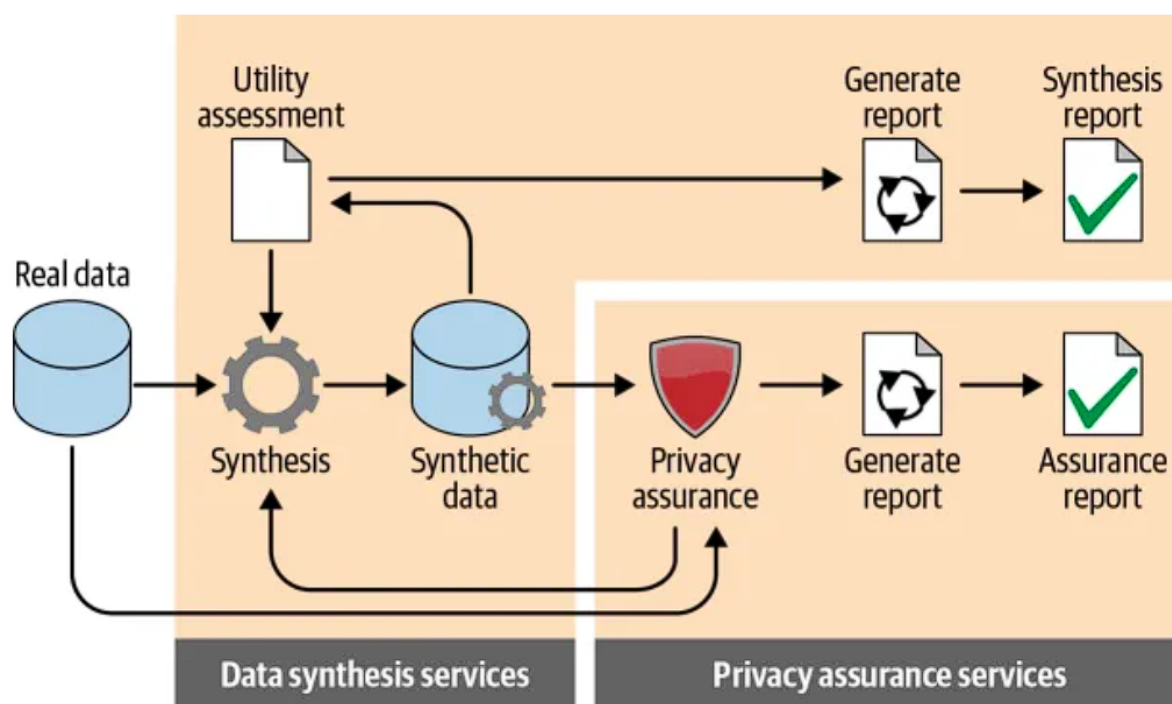 Utility
assessment
Generate
report
Synthesis
report
Real data
Synthesis
Synthetic
data
Privacy
assurance
Generate
report
Assurance
report
Data synthesis services
Privacy assurance services